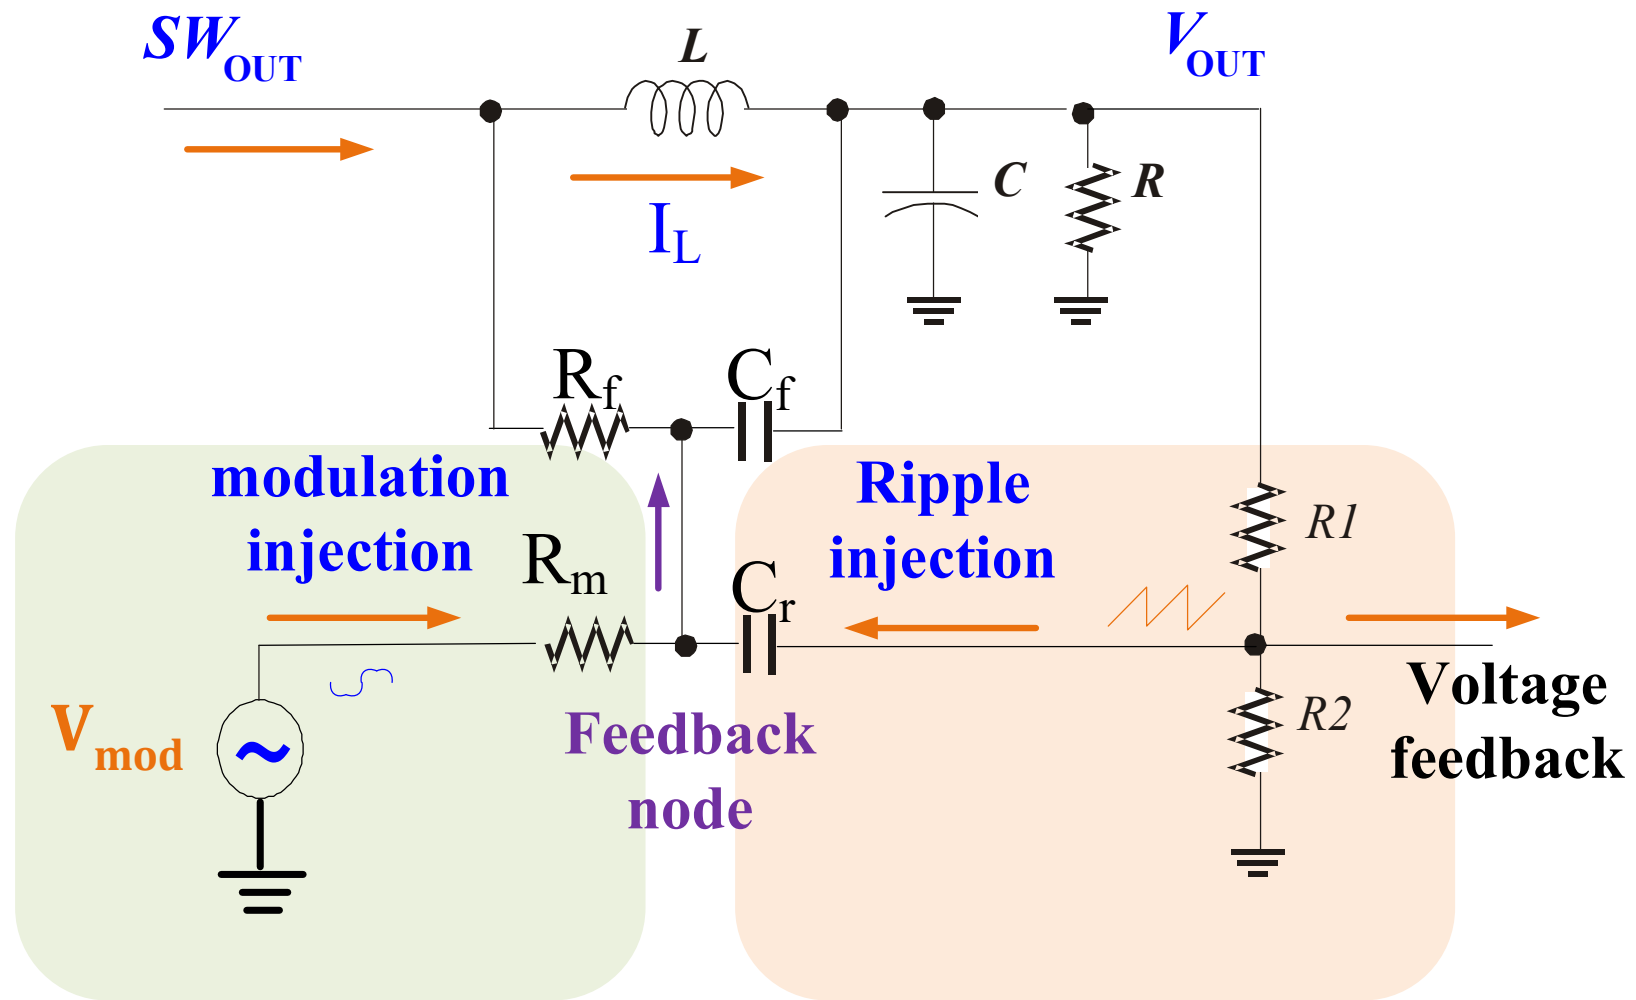 SWOUT
L
VOUT
C
R
IL
Rf
Cf
modulation
injection
Ripple
injection
R1
Rm
Cr
Vmod
Feedback
node
R2
Voltage
feedback